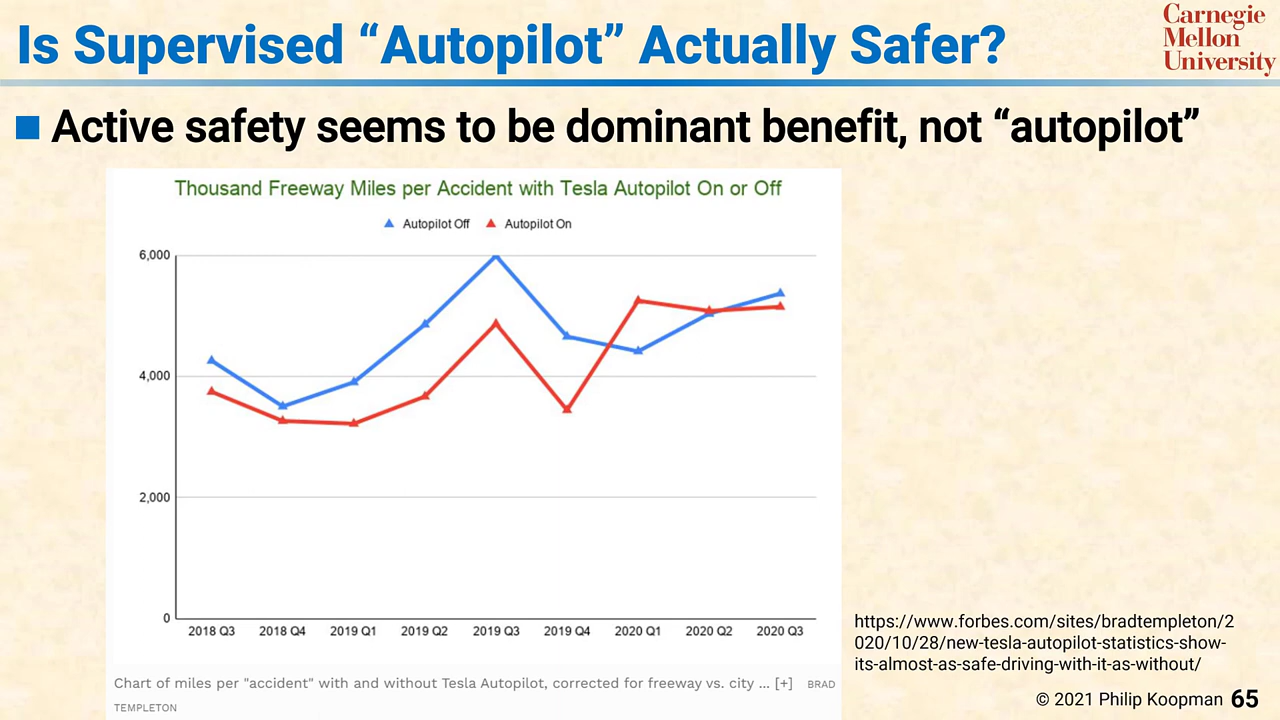 Is Supervised “Autopilot” Actually Safer?
Carnegie
Mellon
University
Active safety seems to be dominant benefit, not “autopilot”
Thousand Freeway Miles per Accident with Tesla Autopilot On or Off
Autopilot Off
Autopilot On
6,000
4,000
2,000
0
2018 Q3
2018 Q4
2019 Q1
2019 Q2
2019 Q3
2019 Q4
2020 Q1
2020 Q2
2020 Q3
Chart of miles per "accident" with and without Tesla Autopilot, corrected for freeway vs. city ... [+] BRAD
TEMPLETON
https://www.forbes.com/sites/bradtempleton/2
020/10/28/new-tesla-autopilot-statistics-show-
its-almost-as-safe-driving-with-it-as-without/
© 2021 Philip Koopman 65